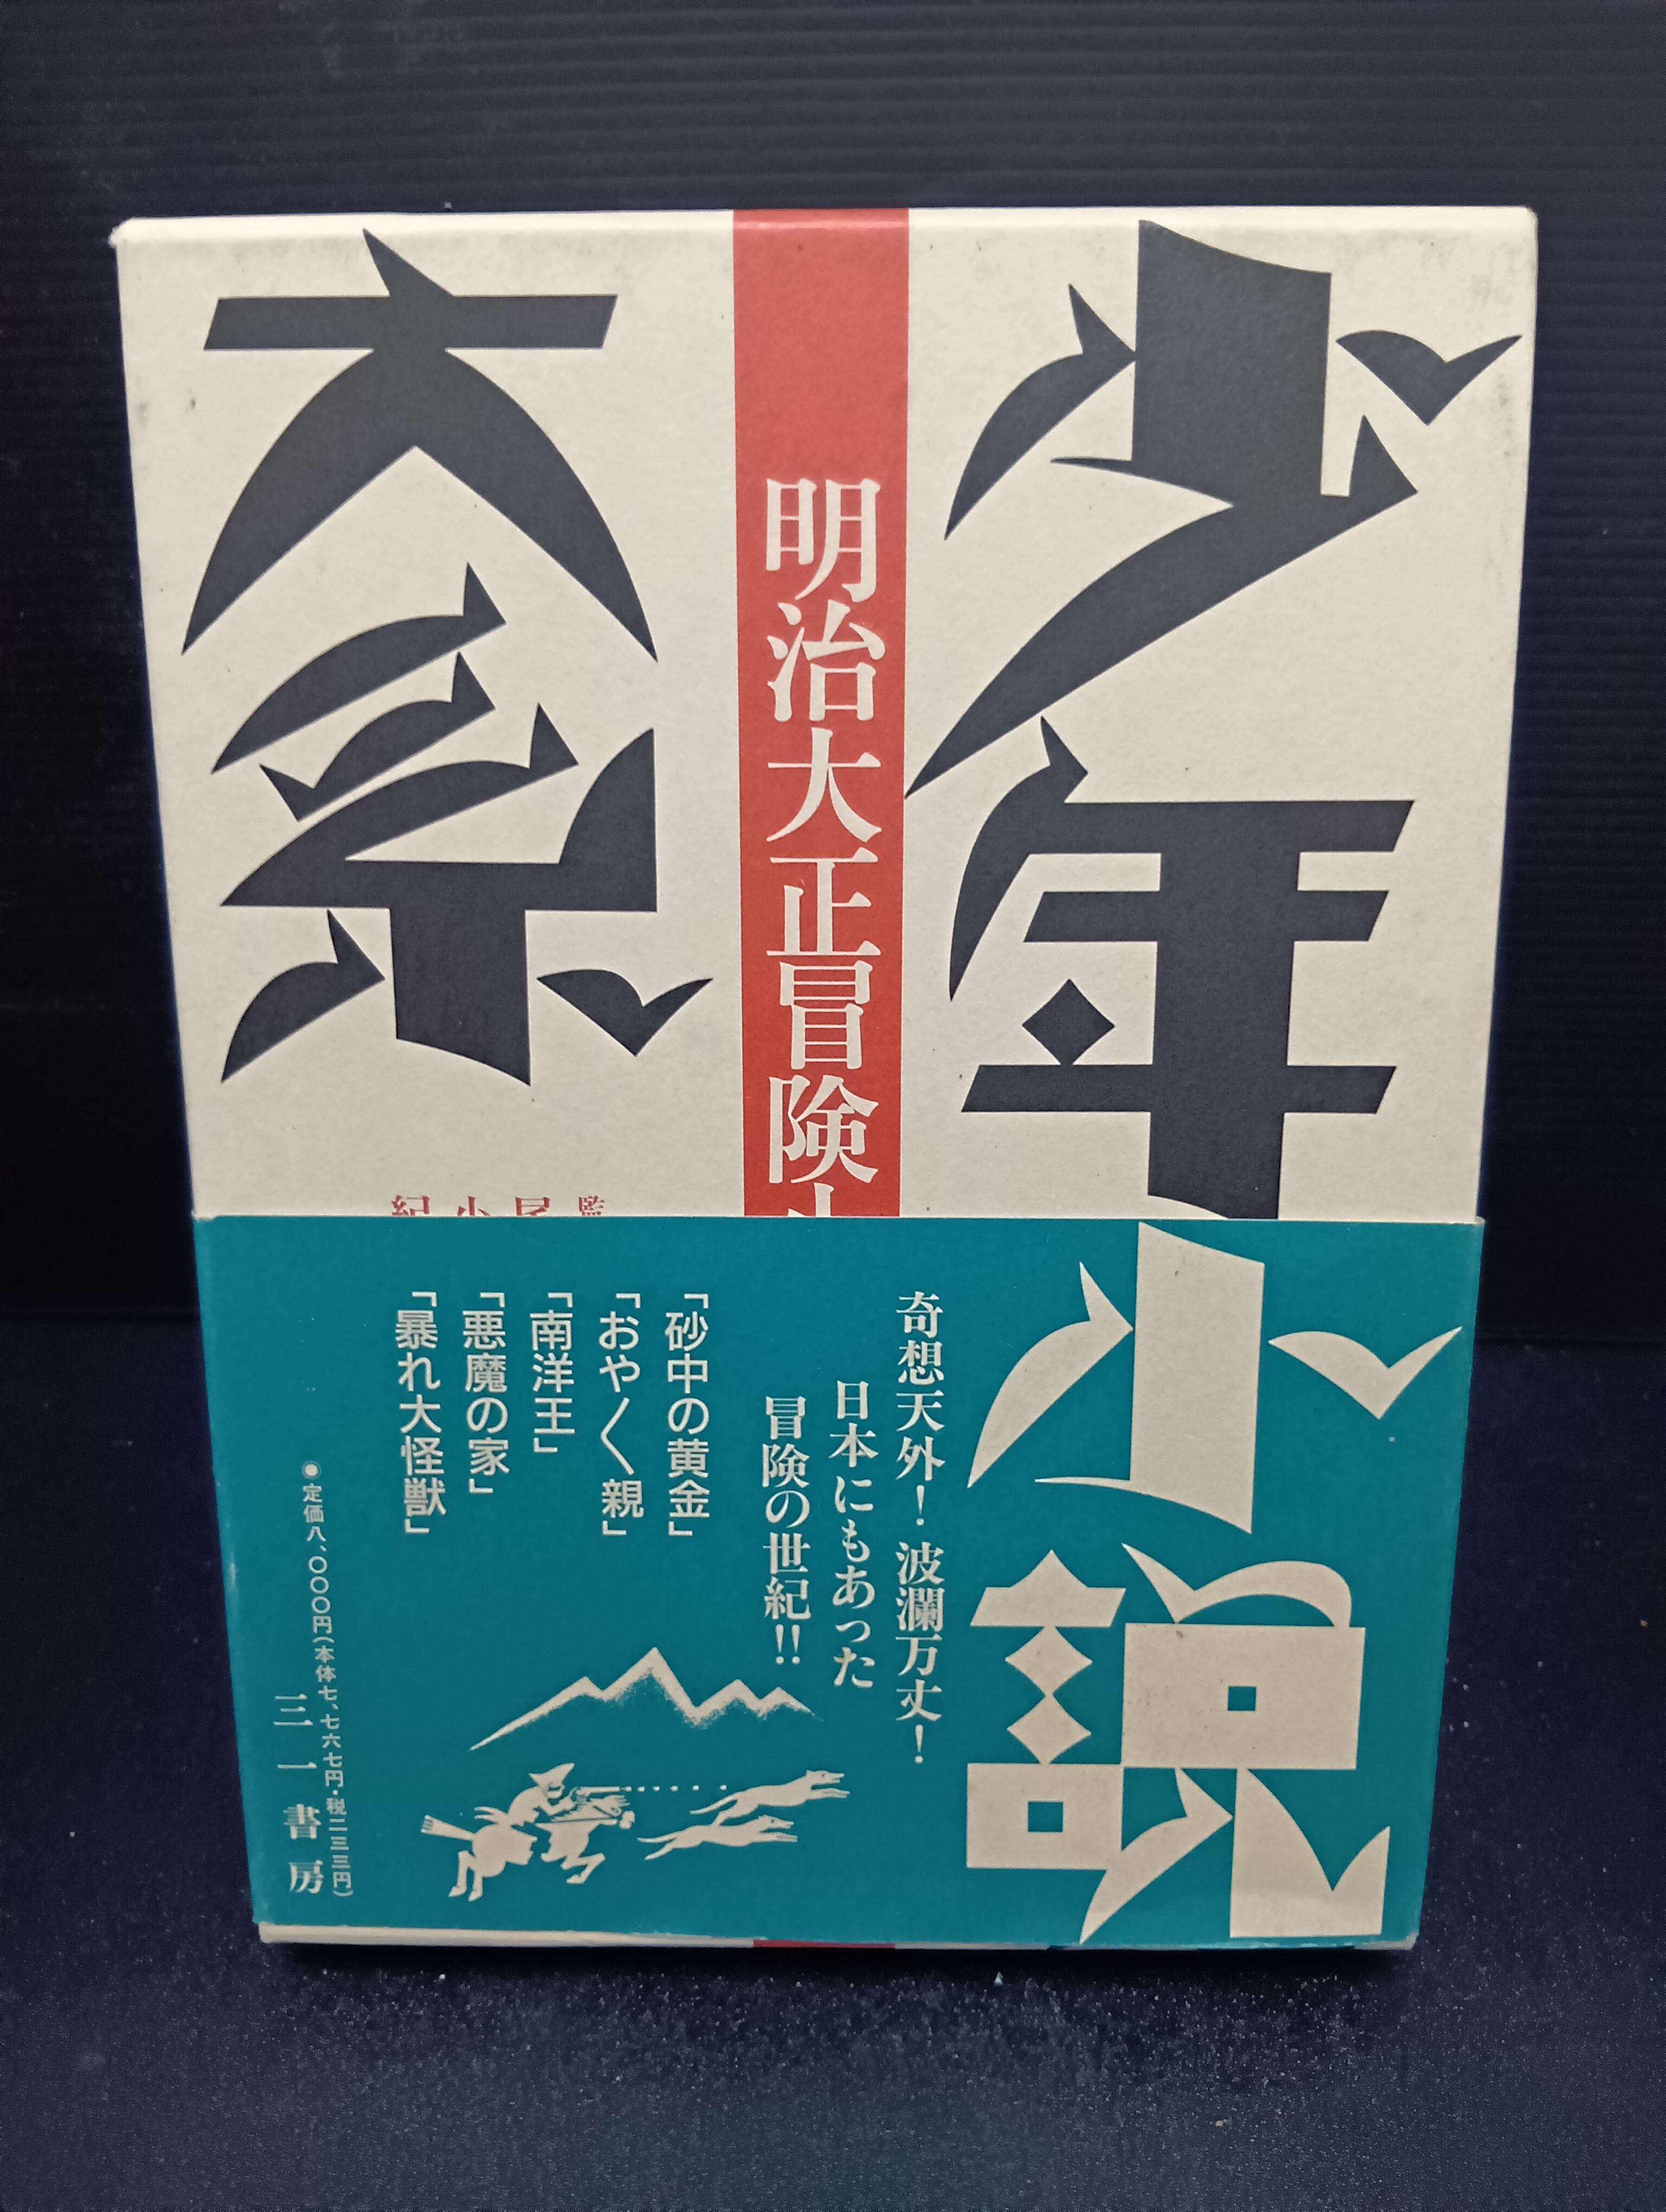 少年小説
大系
明治大正冒険小
監
尾
小
紀
奇想天外！波瀾万丈！
日本にもあった
冒険の世紀!!
「砂中の黄金」
「おやく親」
「南洋王」
「悪魔の家」
「暴れ大怪獣」
◉定価八、〇〇〇円（本体七、七六七円・税二三三円）
三一書房